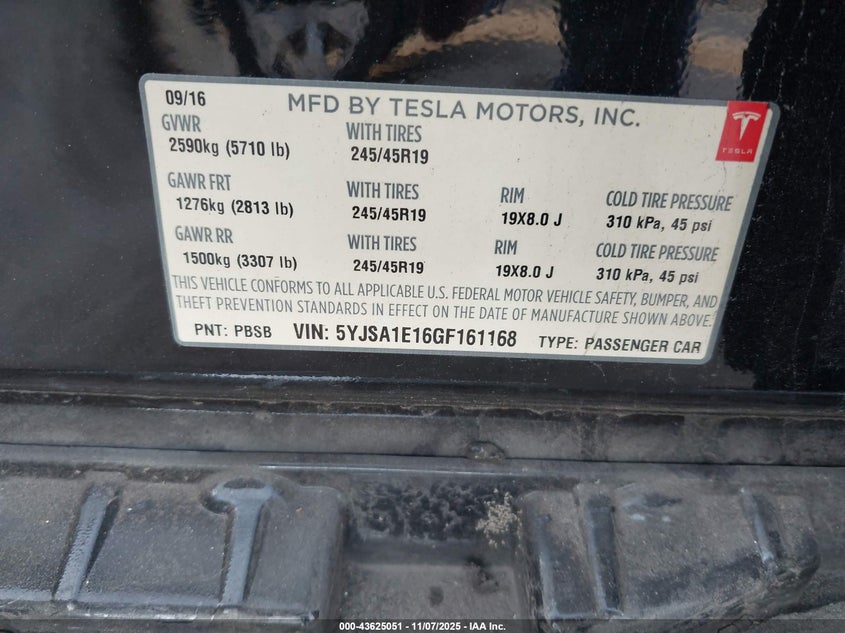 09/16 MFD BY TESLA MOTORS, INC.
TESLA
GVWR WITH TIRES
2590kg (5710 lb) 245/45R19
GAWR FRT WITH TIRES RIM COLD TIRE PRESSURE
1276kg (2813 lb) 245/45R19 19X8.0 J 310 kPa, 45 psi
GAWR RR WITH TIRES RIM COLD TIRE PRESSURE
1500kg (3307 lb) 245/45R19 19X8.0 J 310 kPa, 45 psi
THIS VEHICLE CONFORMS TO ALL APPLICABLE U.S. FEDERAL MOTOR VEHICLE SAFETY, BUMPER, AND
THEFT PREVENTION STANDARDS IN EFFECT ON THE DATE OF MANUFACTURE SHOWN ABOVE.
PNT: PBSB VIN: 5YJSA1E16GF161168 TYPE: PASSENGER CAR
000-43625051 - 11/07/2025 - IAA Inc.